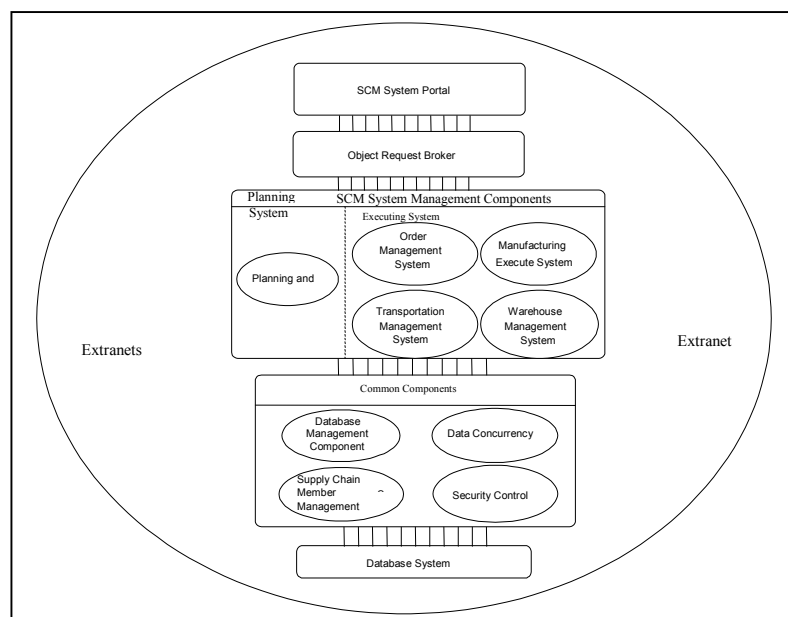 SCM System Portal
Object Request Broker
Planning
System
SCM System Management Components
Executing System
Planning and
Order
Management
System
Manufacturing
Execute System
Transportation
Management
System
Warehouse
Management
System
Extranets
Extranet
Common Components
Database
Management
Component
Data Concurrency
Supply Chain
Member
Management
Security Control
Database System